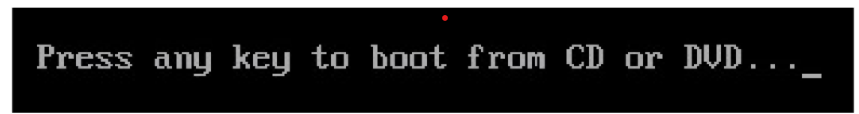 Press any key to boot from CD or DVD..._